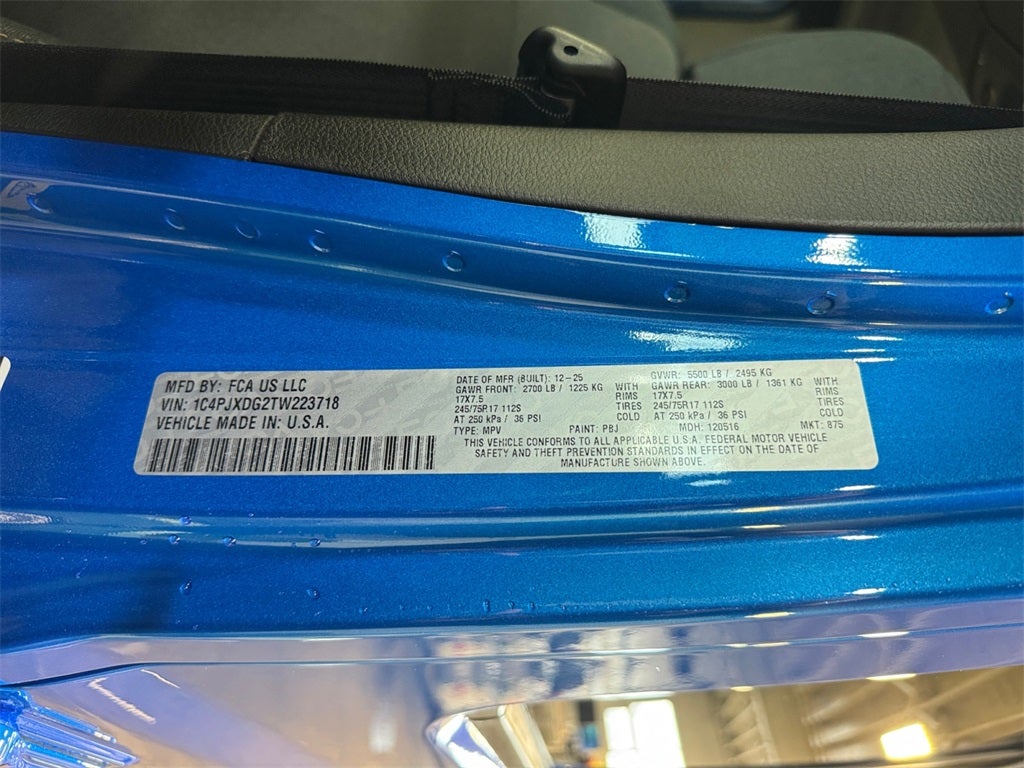 MFD BY: FCA US LLC
VIN: 1C4PJXDG2TW223718
VEHICLE MADE IN: U.S.A.
DATE OF MFR (BUILT): 12-25 GVWR: 5500 LB / 2495 KG
GAWR FRONT: 2700 LB / 1225 KG WITH GAWR REAR: 3000 LB / 1361 KG WITH
17X7.5 RIMS 17X7.5 RIMS
245/75R17 112S TIRES 245/75R17 112S TIRES
AT 250 kPa / 36 PSI COLD AT 250 kPa / 36 PSI COLD
TYPE: MPV PAINT: PBJ MDH: 120516 MKT: 875
THIS VEHICLE CONFORMS TO ALL APPLICABLE U.S.A. FEDERAL MOTOR VEHICLE
SAFETY AND THEFT PREVENTION STANDARDS IN EFFECT ON THE DATE OF
MANUFACTURE SHOWN ABOVE.